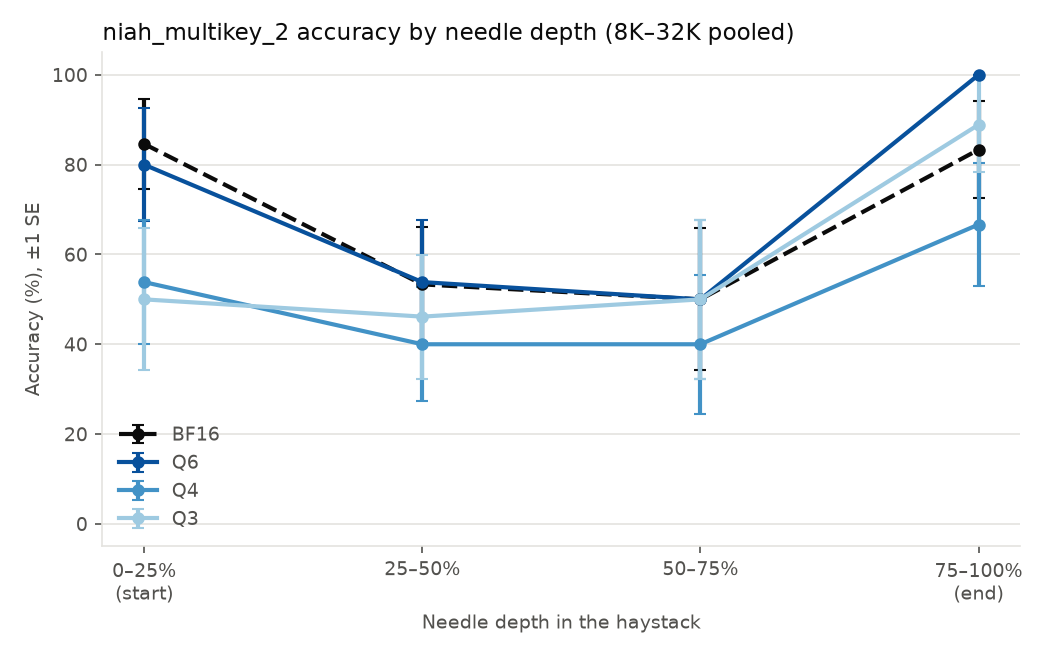 niah_multikey_2 accuracy by needle depth (8K–32K pooled)
Accuracy (%), ±1 SE
100
80
60
40
20
0
BF16
Q6
Q4
Q3
0–25%
(start)
25–50%
50–75%
75–100%
(end)
Needle depth in the haystack